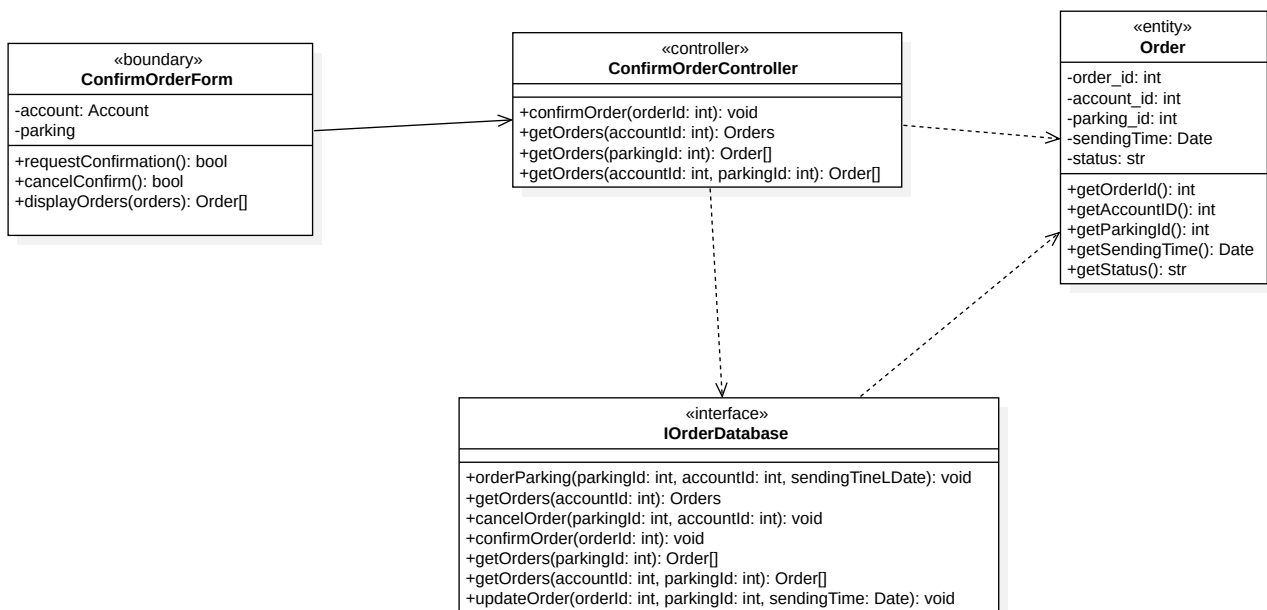 «boundary»
ConfirmOrderForm
-account: Account
-parking
+requestConfirmation(): bool
+cancelConfirm(): bool
+displayOrders(orders): Order[]
«controller»
ConfirmOrderController
+confirmOrder(orderId: int): void
+getOrders(accountId: int): Orders
+getOrders(parkingId: int): Order[]
+getOrders(accountId: int, parkingId: int): Order[]
«entity»
Order
-order_id: int
-account_id: int
-parking_id: int
-sendingTime: Date
-status: str
+getOrderId(): int
+getAccountID(): int
+getParkingId(): int
+getSendingTime(): Date
+getStatus(): str
«interface»
IOrderDatabase
+orderParking(parkingId: int, accountId: int, sendingTineLDate): void
+getOrders(accountId: int): Orders
+cancelOrder(parkingId: int, accountId: int): void
+confirmOrder(orderId: int): void
+getOrders(parkingId: int): Order[]
+getOrders(accountId: int, parkingId: int): Order[]
+updateOrder(orderId: int, parkingId: int, sendingTime: Date): void